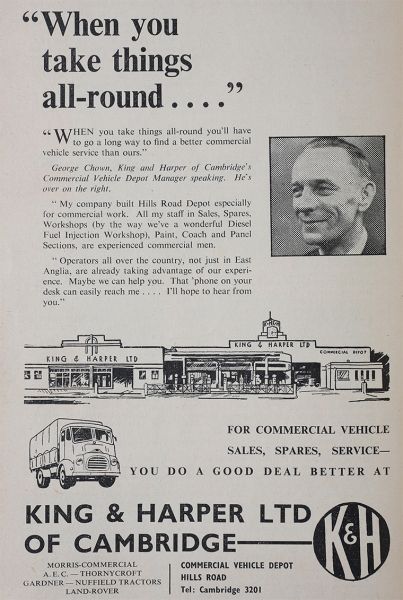 “When you
take things
all-round ....”
“WHEN you take things all-round you'll have
to go a long way to find a better commercial
vehicle service than ours.”
George Chown, King and Harper of Cambridge's
Commercial Vehicle Depot Manager speaking. He's
over on the right.
“My company built Hills Road Depot especially
for commercial work. All my staff in Sales, Spares,
Workshops (by the way we've a wonderful Diesel
Fuel Injection Workshop), Paint, Coach and Panel
Sections, are experienced commercial men.
“Operators all over the country, not just in East
Anglia, are already taking advantage of our experi-
ence. Maybe we can help you. That 'phone on your
desk can easily reach me .... I'll hope to hear from
you.”
KING & HARPER LTD
KING & HARPER LTD
COMMERCIAL DEPOT
FOR COMMERCIAL VEHICLE
SALES, SPARES, SERVICE—
YOU DO A GOOD DEAL BETTER AT
KING & HARPER LTD
OF CAMBRIDGE—
K&H
MORRIS-COMMERCIAL
A.E.C.—THORNYCROFT
GARDNER—NUFFIELD TRACTORS
LAND-ROVER
COMMERCIAL VEHICLE DEPOT
HILLS ROAD
Tel: Cambridge 3201